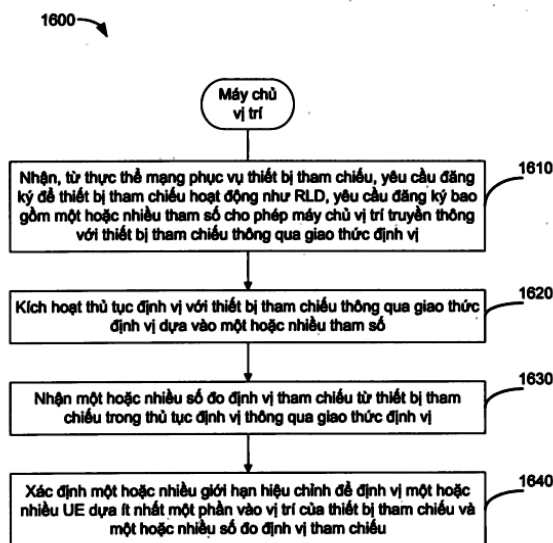 1600
Máy chủ
vị trí
Nhận, từ thực thể mạng phục vụ thiết bị tham chiếu, yêu cầu đăng
ký để thiết bị tham chiếu hoạt động như RLD, yêu cầu đăng ký bao
gồm một hoặc nhiều tham số cho phép máy chủ vị trí truyền thông
với thiết bị tham chiếu thông qua giao thức định vị
1610
Kích hoạt thủ tục định vị với thiết bị tham chiếu thông qua giao thức
định vị dựa vào một hoặc nhiều tham số
1620
Nhận một hoặc nhiều số đo định vị tham chiếu từ thiết bị tham
chiếu trong thủ tục định vị thông qua giao thức định vị
1630
Xác định một hoặc nhiều giới hạn hiệu chỉnh để định vị một hoặc
nhiều UE dựa ít nhất một phần vào vị trí của thiết bị tham chiếu và
một hoặc nhiều số đo định vị tham chiếu
1640